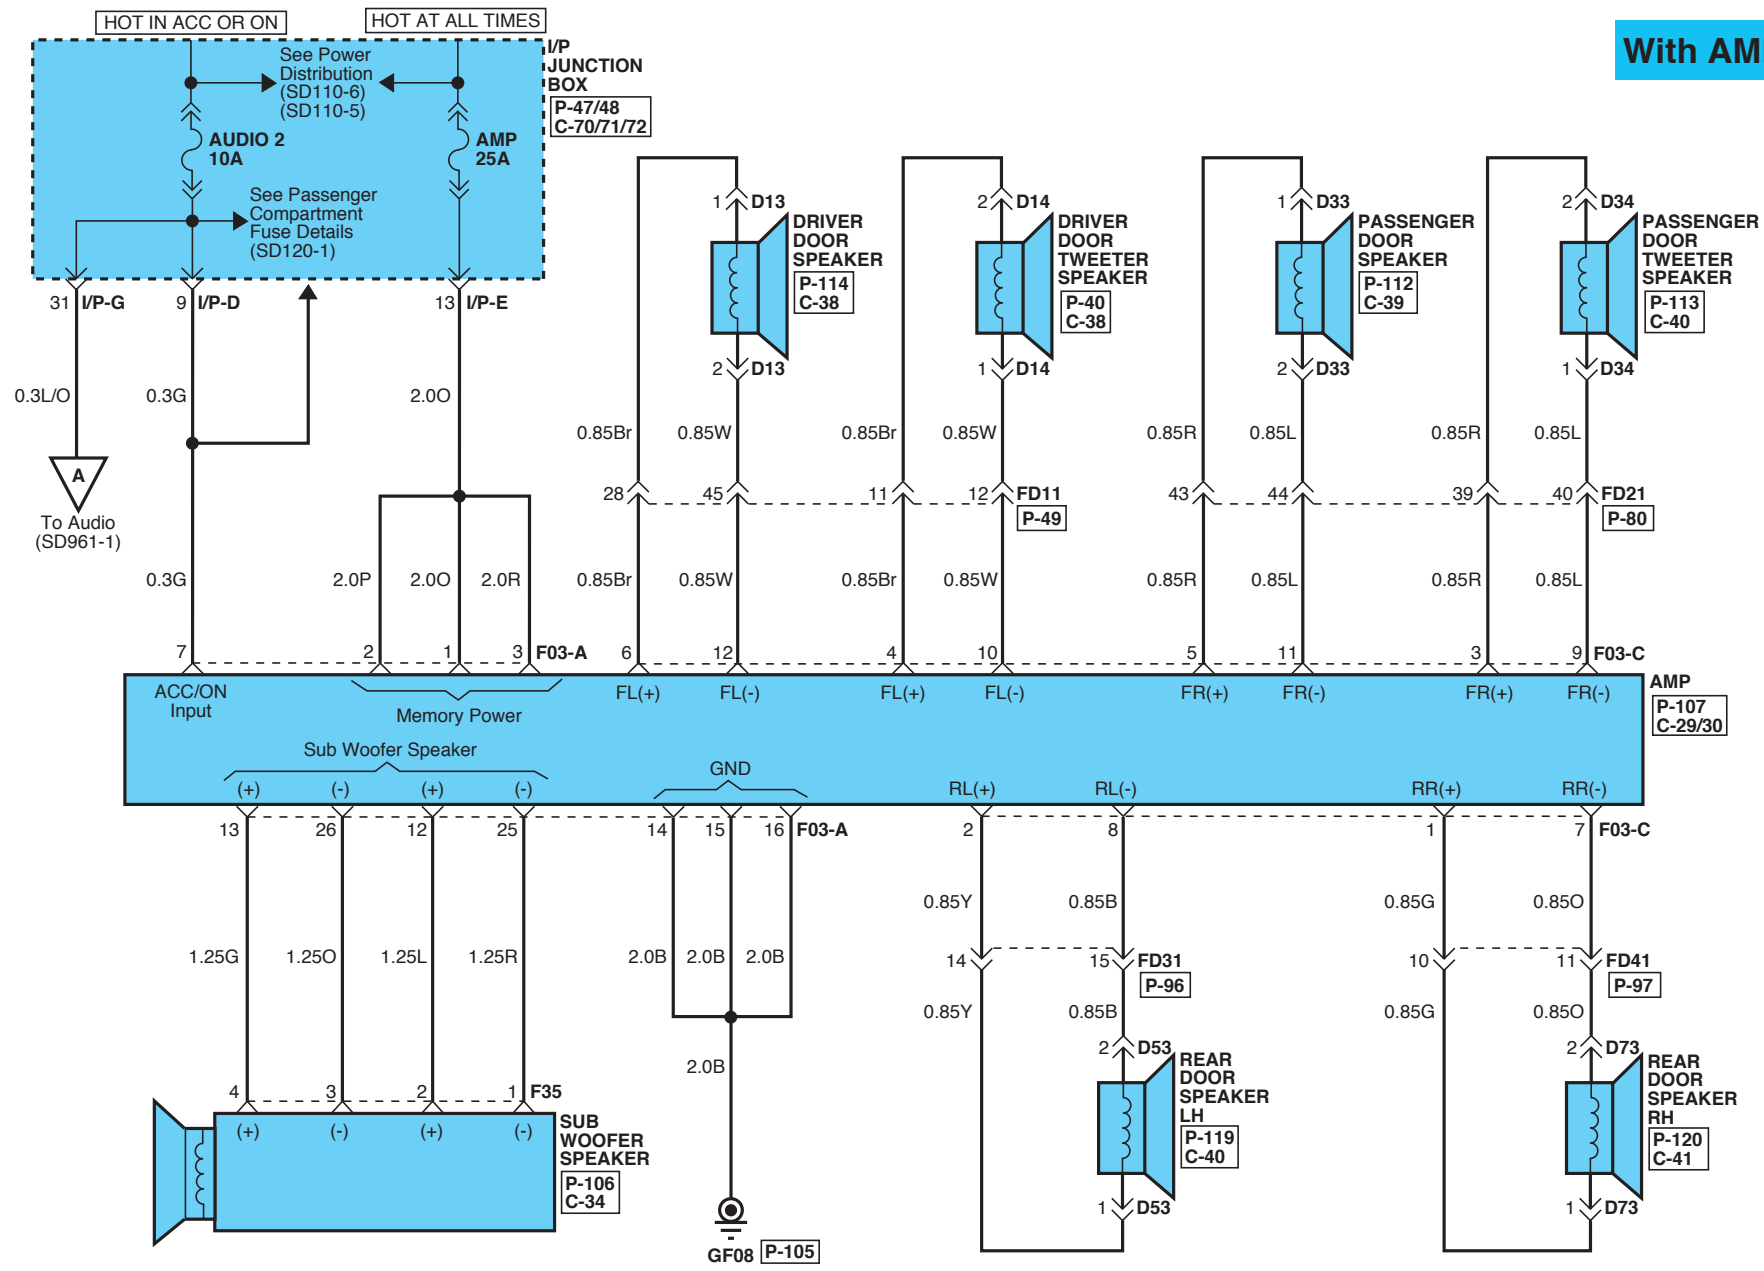 HOT IN ACC OR ON
HOT AT ALL TIMES
With AM
I/P
JUNCTION
BOX
P-47/48
C-70/71/72
See Power
Distribution
(SD110-6)
(SD110-5)
AUDIO 2
10A
AMP
25A
See Passenger
Compartment
Fuse Details
(SD120-1)
31 I/P-G 9 I/P-D 13 I/P-E
0.3L/O 0.3G 2.0O
A
To Audio
(SD961-1)
0.3G 2.0P 2.0O 2.0R
7 2 1 3 F03-A
1 D13 2 D14 1 D33 2 D34
DRIVER
DOOR
SPEAKER
P-114
C-38
DRIVER
DOOR
TWEETER
SPEAKER
P-40
C-38
PASSENGER
DOOR
SPEAKER
P-112
C-39
PASSENGER
DOOR
TWEETER
SPEAKER
P-113
C-40
2 D13 1 D14 2 D33 1 D34
0.85Br 0.85W 0.85Br 0.85W 0.85R 0.85L 0.85R 0.85L
28 45 11 12 FD11 43 44 39 40 FD21
P-49 P-80
0.85Br 0.85W 0.85Br 0.85W 0.85R 0.85L 0.85R 0.85L
6 12 4 10 5 11 3 9 F03-C
ACC/ON
Input
Memory Power
FL(+) FL(-) FL(+) FL(-) FR(+) FR(-) FR(+) FR(-)
AMP
P-107
C-29/30
Sub Woofer Speaker
GND
(+) (-) (+) (-)
RL(+) RL(-) RR(+) RR(-)
13 26 12 25 14 15 16 F03-A 2 8 1 7 F03-C
0.85Y 0.85B 0.85G 0.85O
1.25G 1.25O 1.25L 1.25R 2.0B 2.0B 2.0B
14 15 FD31 10 11 FD41
P-96 P-97
0.85Y 0.85B 0.85G 0.85O
2.0B
2 D53 2 D73
4 3 2 1 F35
(+) (-) (+) (-)
SUB
WOOFER
SPEAKER
P-106
C-34
REAR
DOOR
SPEAKER
LH
P-119
C-40
REAR
DOOR
SPEAKER
RH
P-120
C-41
1 D53 1 D73
GF08 P-105